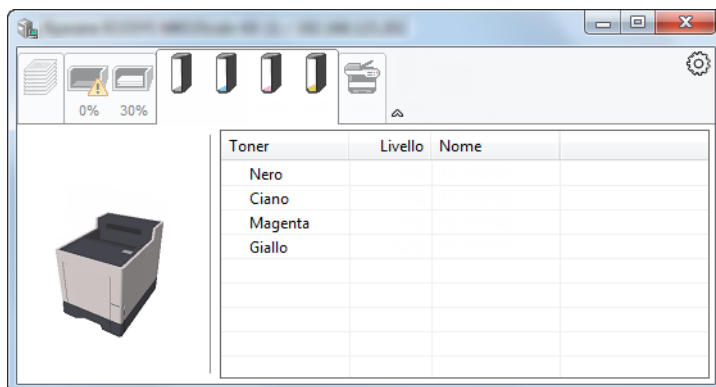 0% 30%
Toner Livello Nome
Nero
Ciano
Magenta
Giallo